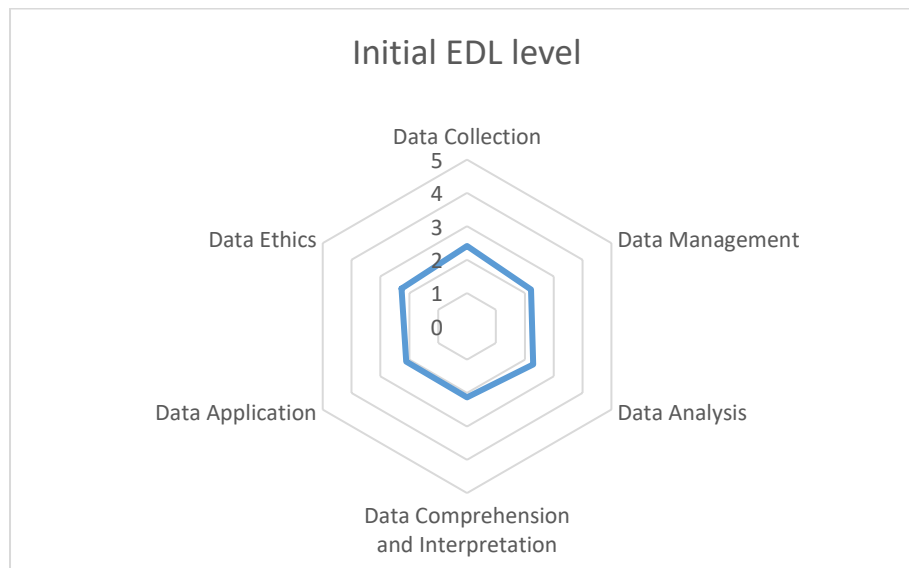 Initial EDL level
Data Collection
5
4
3
2
1
0
Data Ethics
Data Management
Data Application
Data Analysis
Data Comprehension
and Interpretation